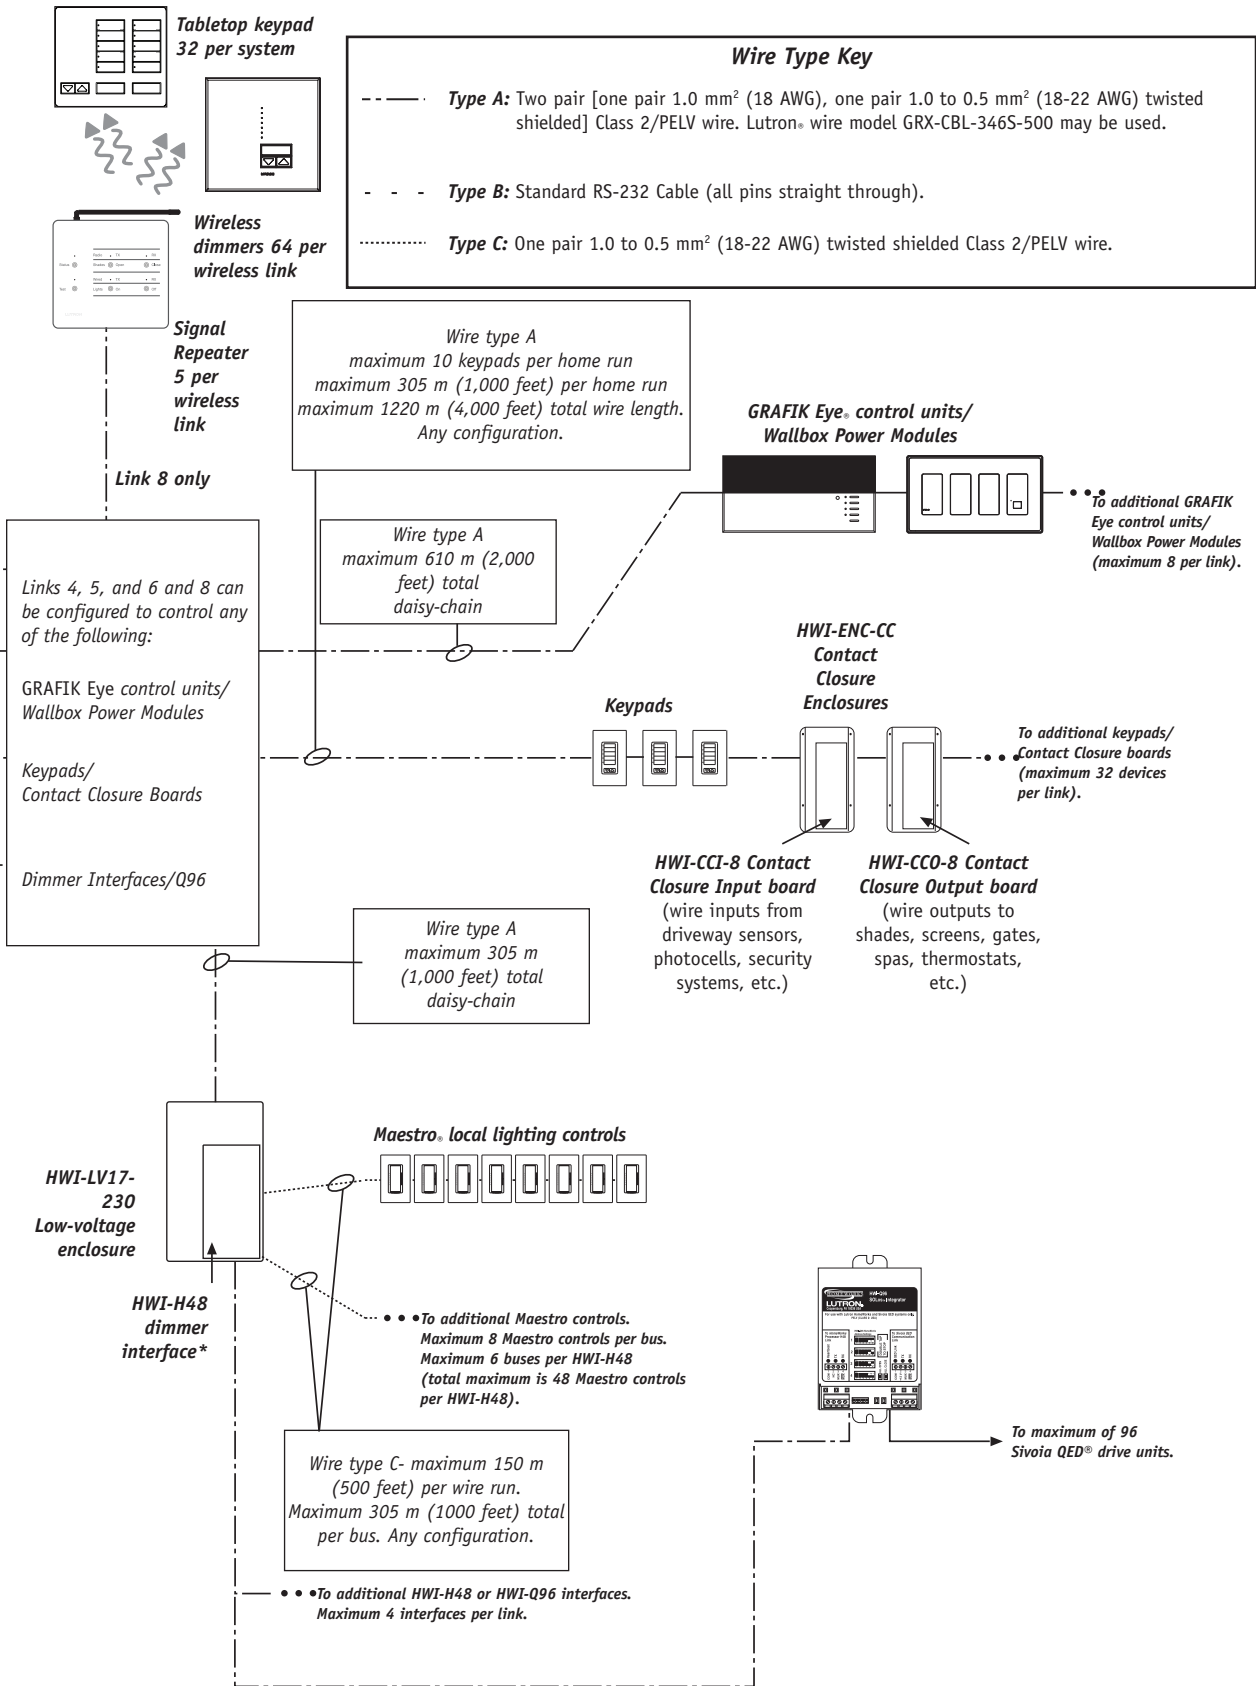 Tabletop keypad
32 per system
Wire Type Key
Type A: Two pair [one pair 1.0 mm² (18 AWG), one pair 1.0 to 0.5 mm² (18-22 AWG) twisted
shielded] Class 2/PELV wire. Lutron® wire model GRX-CBL-346S-500 may be used.
Type B: Standard RS-232 Cable (all pins straight through).
Type C: One pair 1.0 to 0.5 mm² (18-22 AWG) twisted shielded Class 2/PELV wire.
Wireless
dimmers 64 per
wireless link
Signal
Repeater
5 per
wireless
link
Link 8 only
Wire type A
maximum 10 keypads per home run
maximum 305 m (1,000 feet) per home run
maximum 1220 m (4,000 feet) total wire length.
Any configuration.
GRAFIK Eye® control units/
Wallbox Power Modules
To additional GRAFIK
Eye control units/
Wallbox Power Modules
(maximum 8 per link).
Wire type A
maximum 610 m (2,000
feet) total
daisy-chain
Links 4, 5, and 6 and 8 can
be configured to control any
of the following:
GRAFIK Eye control units/
Wallbox Power Modules
Keypads/
Contact Closure Boards
Dimmer Interfaces/Q96
Keypads
HWI-ENC-CC
Contact
Closure
Enclosures
To additional keypads/
Contact Closure boards
(maximum 32 devices
per link).
HWI-CCI-8 Contact
Closure Input board
(wire inputs from
driveway sensors,
photocells, security
systems, etc.)
HWI-CCO-8 Contact
Closure Output board
(wire outputs to
shades, screens, gates,
spas, thermostats,
etc.)
Wire type A
maximum 305 m
(1,000 feet) total
daisy-chain
Maestro® local lighting controls
HWI-LV17-
230
Low-voltage
enclosure
HWI-H48
dimmer
interface*
To additional Maestro controls.
Maximum 8 Maestro controls per bus.
Maximum 6 buses per HWI-H48
(total maximum is 48 Maestro controls
per HWI-H48).
HWI-Q96
LUTRON
To maximum of 96
Sivoia QED® drive units.
Wire type C- maximum 150 m
(500 feet) per wire run.
Maximum 305 m (1000 feet) total
per bus. Any configuration.
To additional HWI-H48 or HWI-Q96 interfaces.
Maximum 4 interfaces per link.